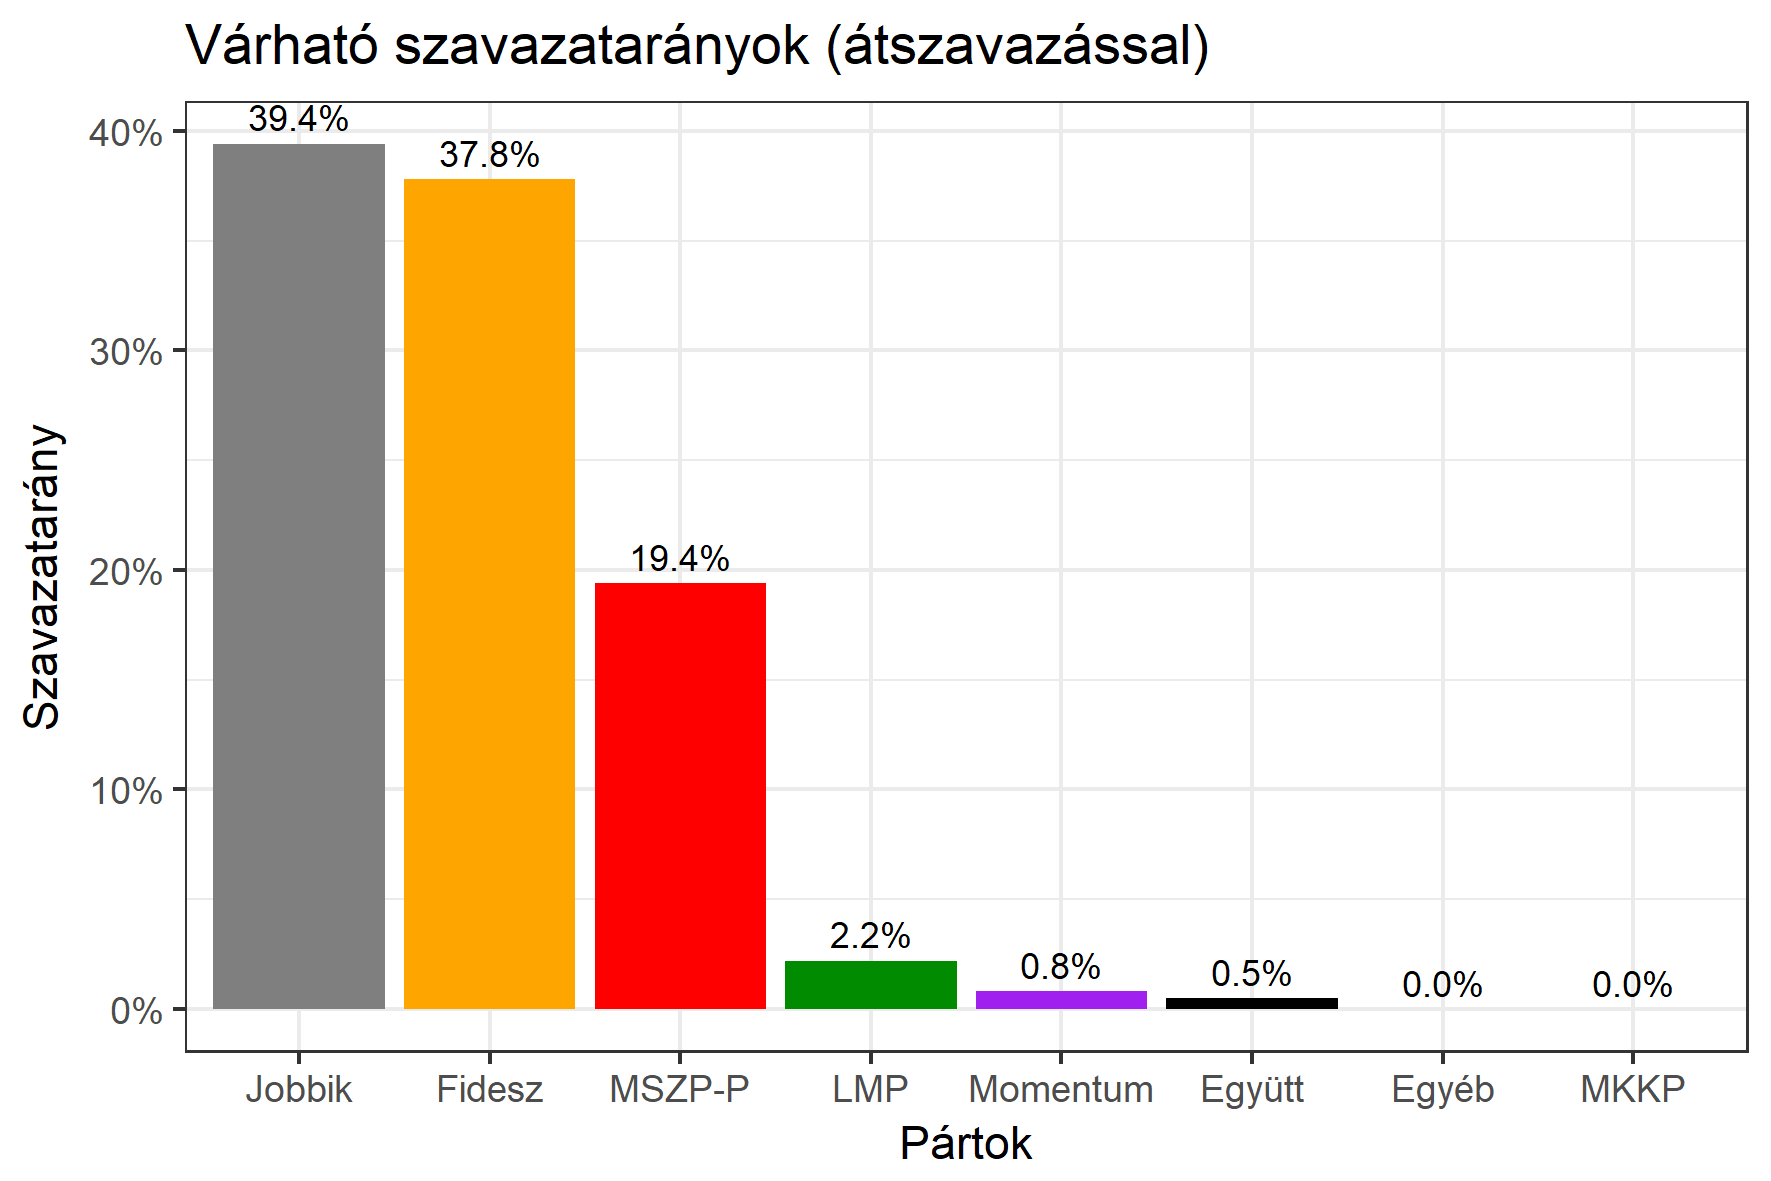 Várható szavazatarányok (átszavazással)
39.4%
37.8%
19.4%
2.2%
0.8%
0.5%
0.0%
0.0%
40%
30%
20%
10%
0%
Szavazatarány
Jobbik
Fidesz
MSZP-P
LMP
Momentum
Együtt
Egyéb
MKKP
Pártok